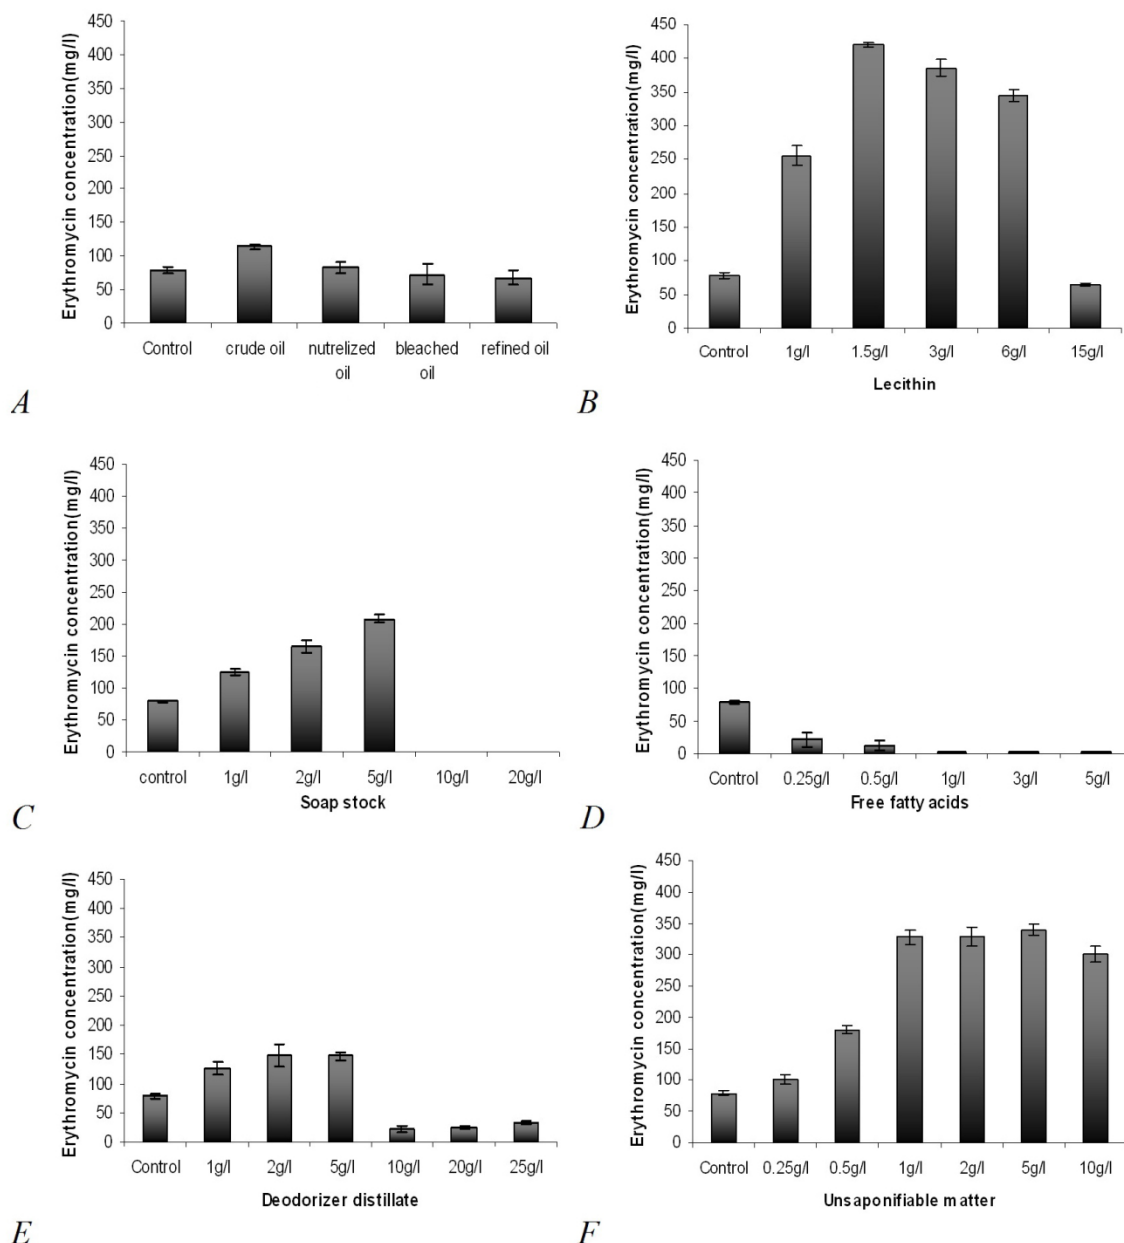 Erythromycin concentration(mg/l)
450
400
350
300
250
200
150
100
50
0
Control crude oil nutrelized oil bleached oil refined oil
A
Erythromycin concentration(mg/l)
450
400
350
300
250
200
150
100
50
0
Control 1g/l 1.5g/l 3g/l 6g/l 15g/l
Lecithin
B
Erythromycin concentration(mg/l)
450
400
350
300
250
200
150
100
50
0
control 1g/l 2g/l 5g/l 10g/l 20g/l
Soap stock
C
Erythromycin concentration(mg/l)
450
400
350
300
250
200
150
100
50
0
Control 0.25g/l 0.5g/l 1g/l 3g/l 5g/l
Free fatty acids
D
Erythromycin concentration(mg/l)
450
400
350
300
250
200
150
100
50
0
Control 1g/l 2g/l 5g/l 10g/l 20g/l 25g/l
Deodorizer distillate
E
Erythromycin concentration(mg/l)
450
400
350
300
250
200
150
100
50
0
Control 0.25g/l 0.5g/l 1g/l 2g/l 5g/l 10g/l
Unsaponifiable matter
F